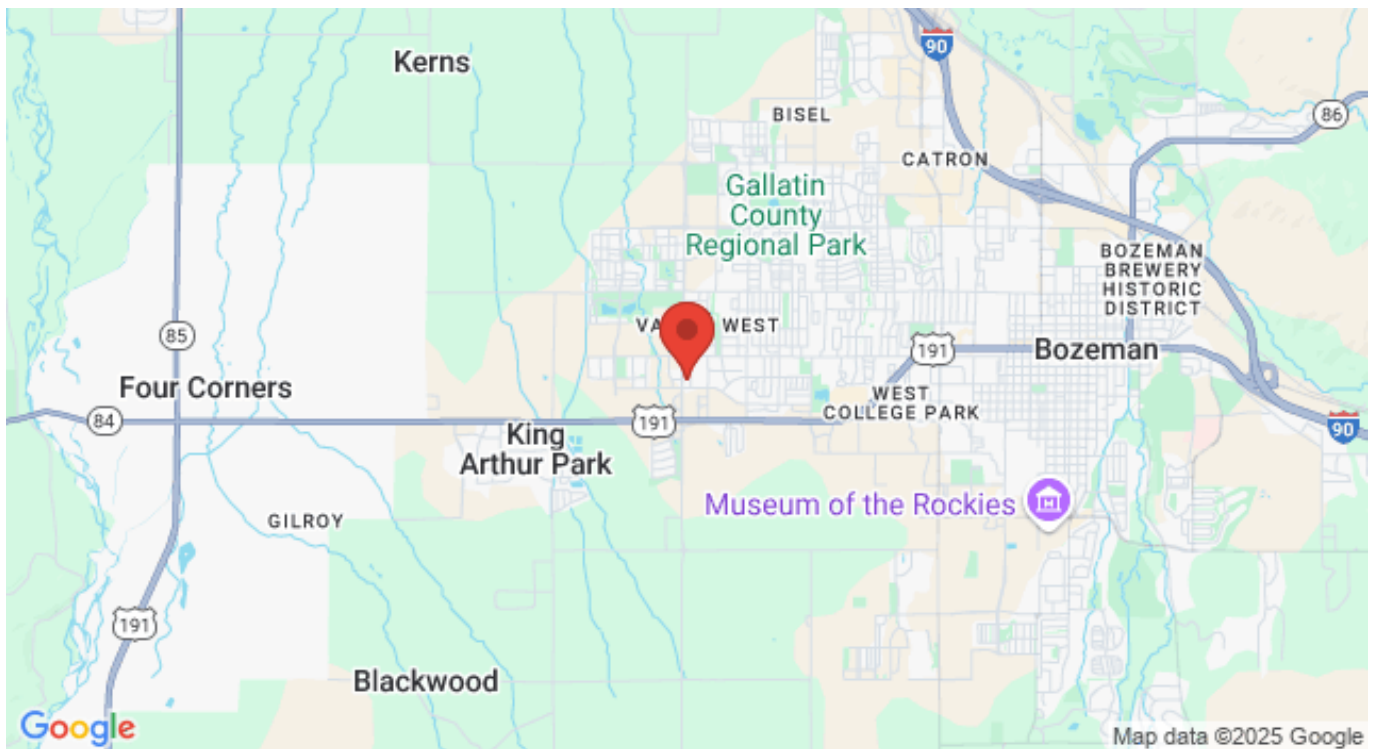 Kerns
90
BISEL
86
CATRON
Gallatin
County
Regional Park
BOZEMAN
BREWERY
HISTORIC
DISTRICT
VA
WEST
85
191
Bozeman
Four Corners
WEST
COLLEGE PARK
84
191
90
King
Arthur Park
Museum of the Rockies
GILROY
191
Blackwood
Google
Map data ©2025 Google